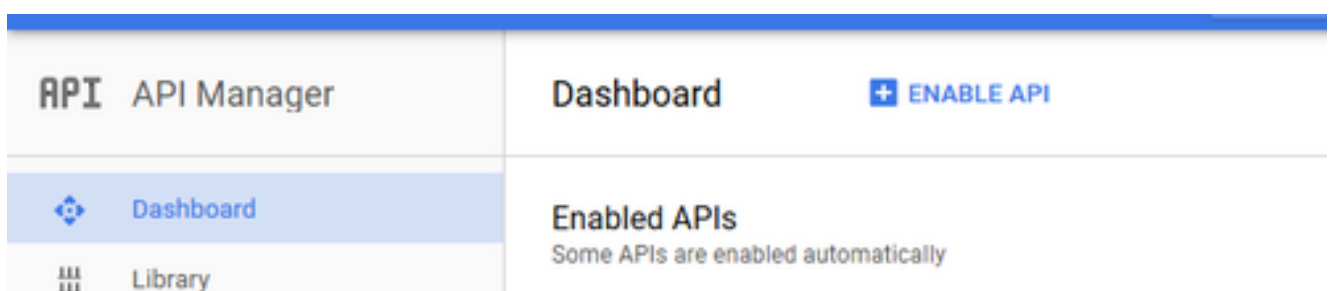 API API Manager
Dashboard
Library
Dashboard ENABLE API
Enabled APIs
Some APIs are enabled automatically